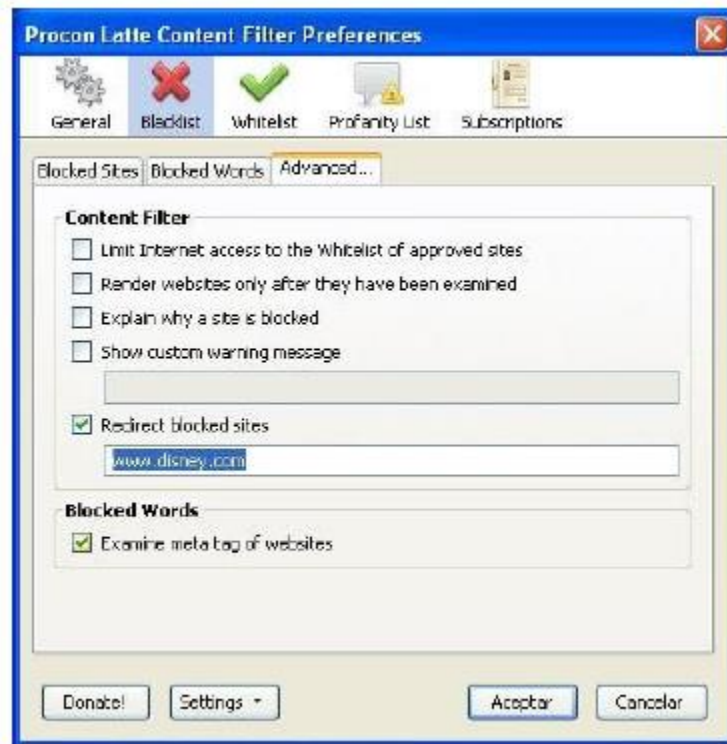 Procon Latte Content Filter Preferences
General Blacklist Whitelist Profanity List Subscriptions
Blocked Sites Blocked Words Advanced...
Content Filter
Limit Internet access to the Whitelist of approved sites
Render websites only after they have been examined
Explain why a site is blocked
Show custom warning message
Redirect blocked sites
www.disney.com
Blocked Words
Examine meta tag of websites
Donate! Settings Aceptar Cancelar